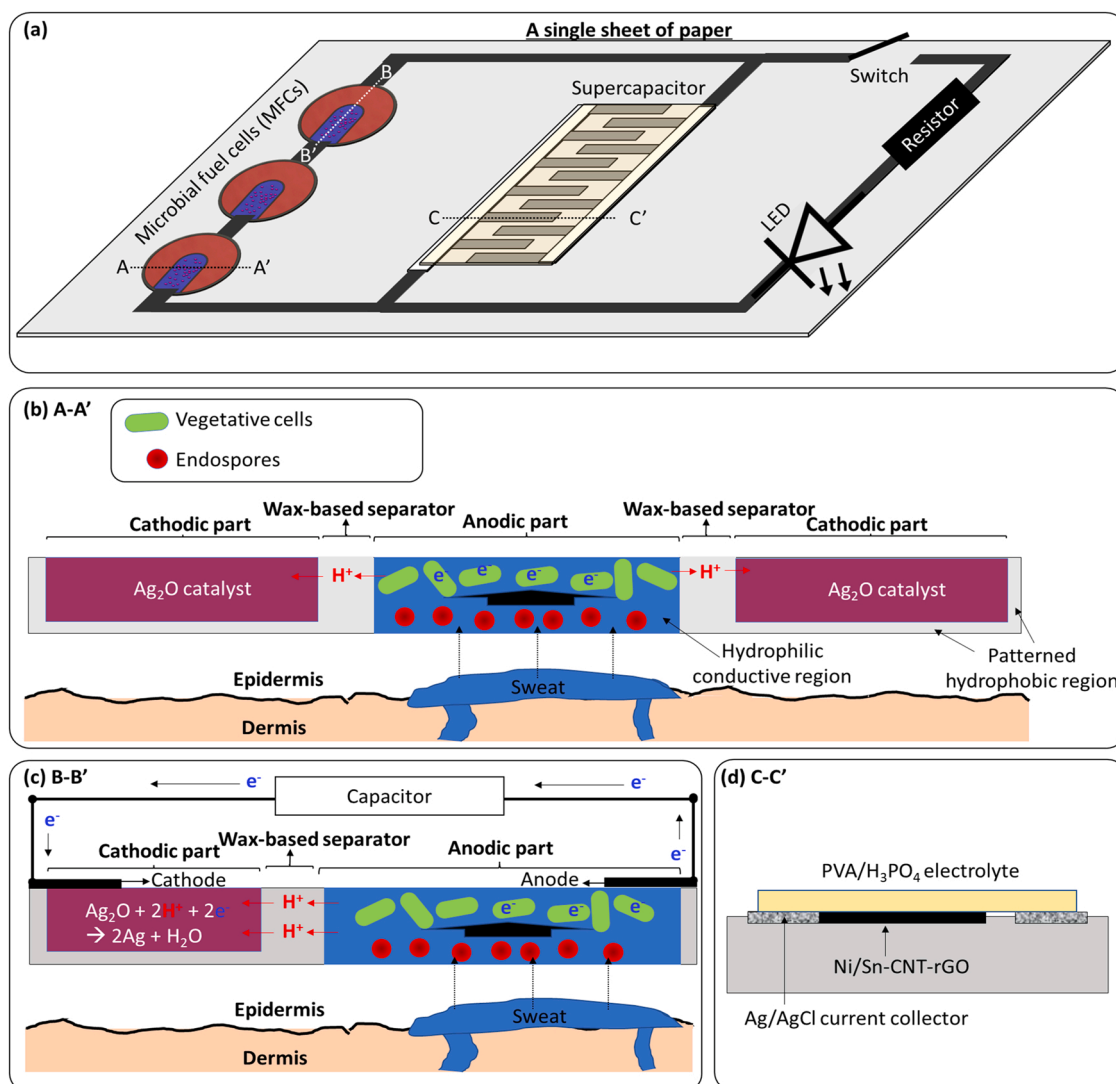 (a)
A single sheet of paper
Switch
B
Supercapacitor
Resistor
Microbial fuel cells (MFCs)
B'
C
C'
LED
A
A'
(b) A-A'
Vegetative cells
Endospores
Wax-based separator
Wax-based separator
Cathodic part
Anodic part
Cathodic part
e-
e-
e-
e-
e-
H+
H+
Ag2O catalyst
Ag2O catalyst
Hydrophilic
conductive region
Patterned
hydrophobic region
Epidermis
Sweat
Dermis
(c) B-B'
e-
e-
Capacitor
e-
e-
Wax-based separator
Cathodic part
Anodic part
Cathode
Anode
Ag2O + 2H+ + 2e-
→ 2Ag + H2O
H+
H+
e-
e-
e-
e-
Epidermis
Sweat
Dermis
(d) C-C'
PVA/H3PO4 electrolyte
Ni/Sn-CNT-rGO
Ag/AgCl current collector